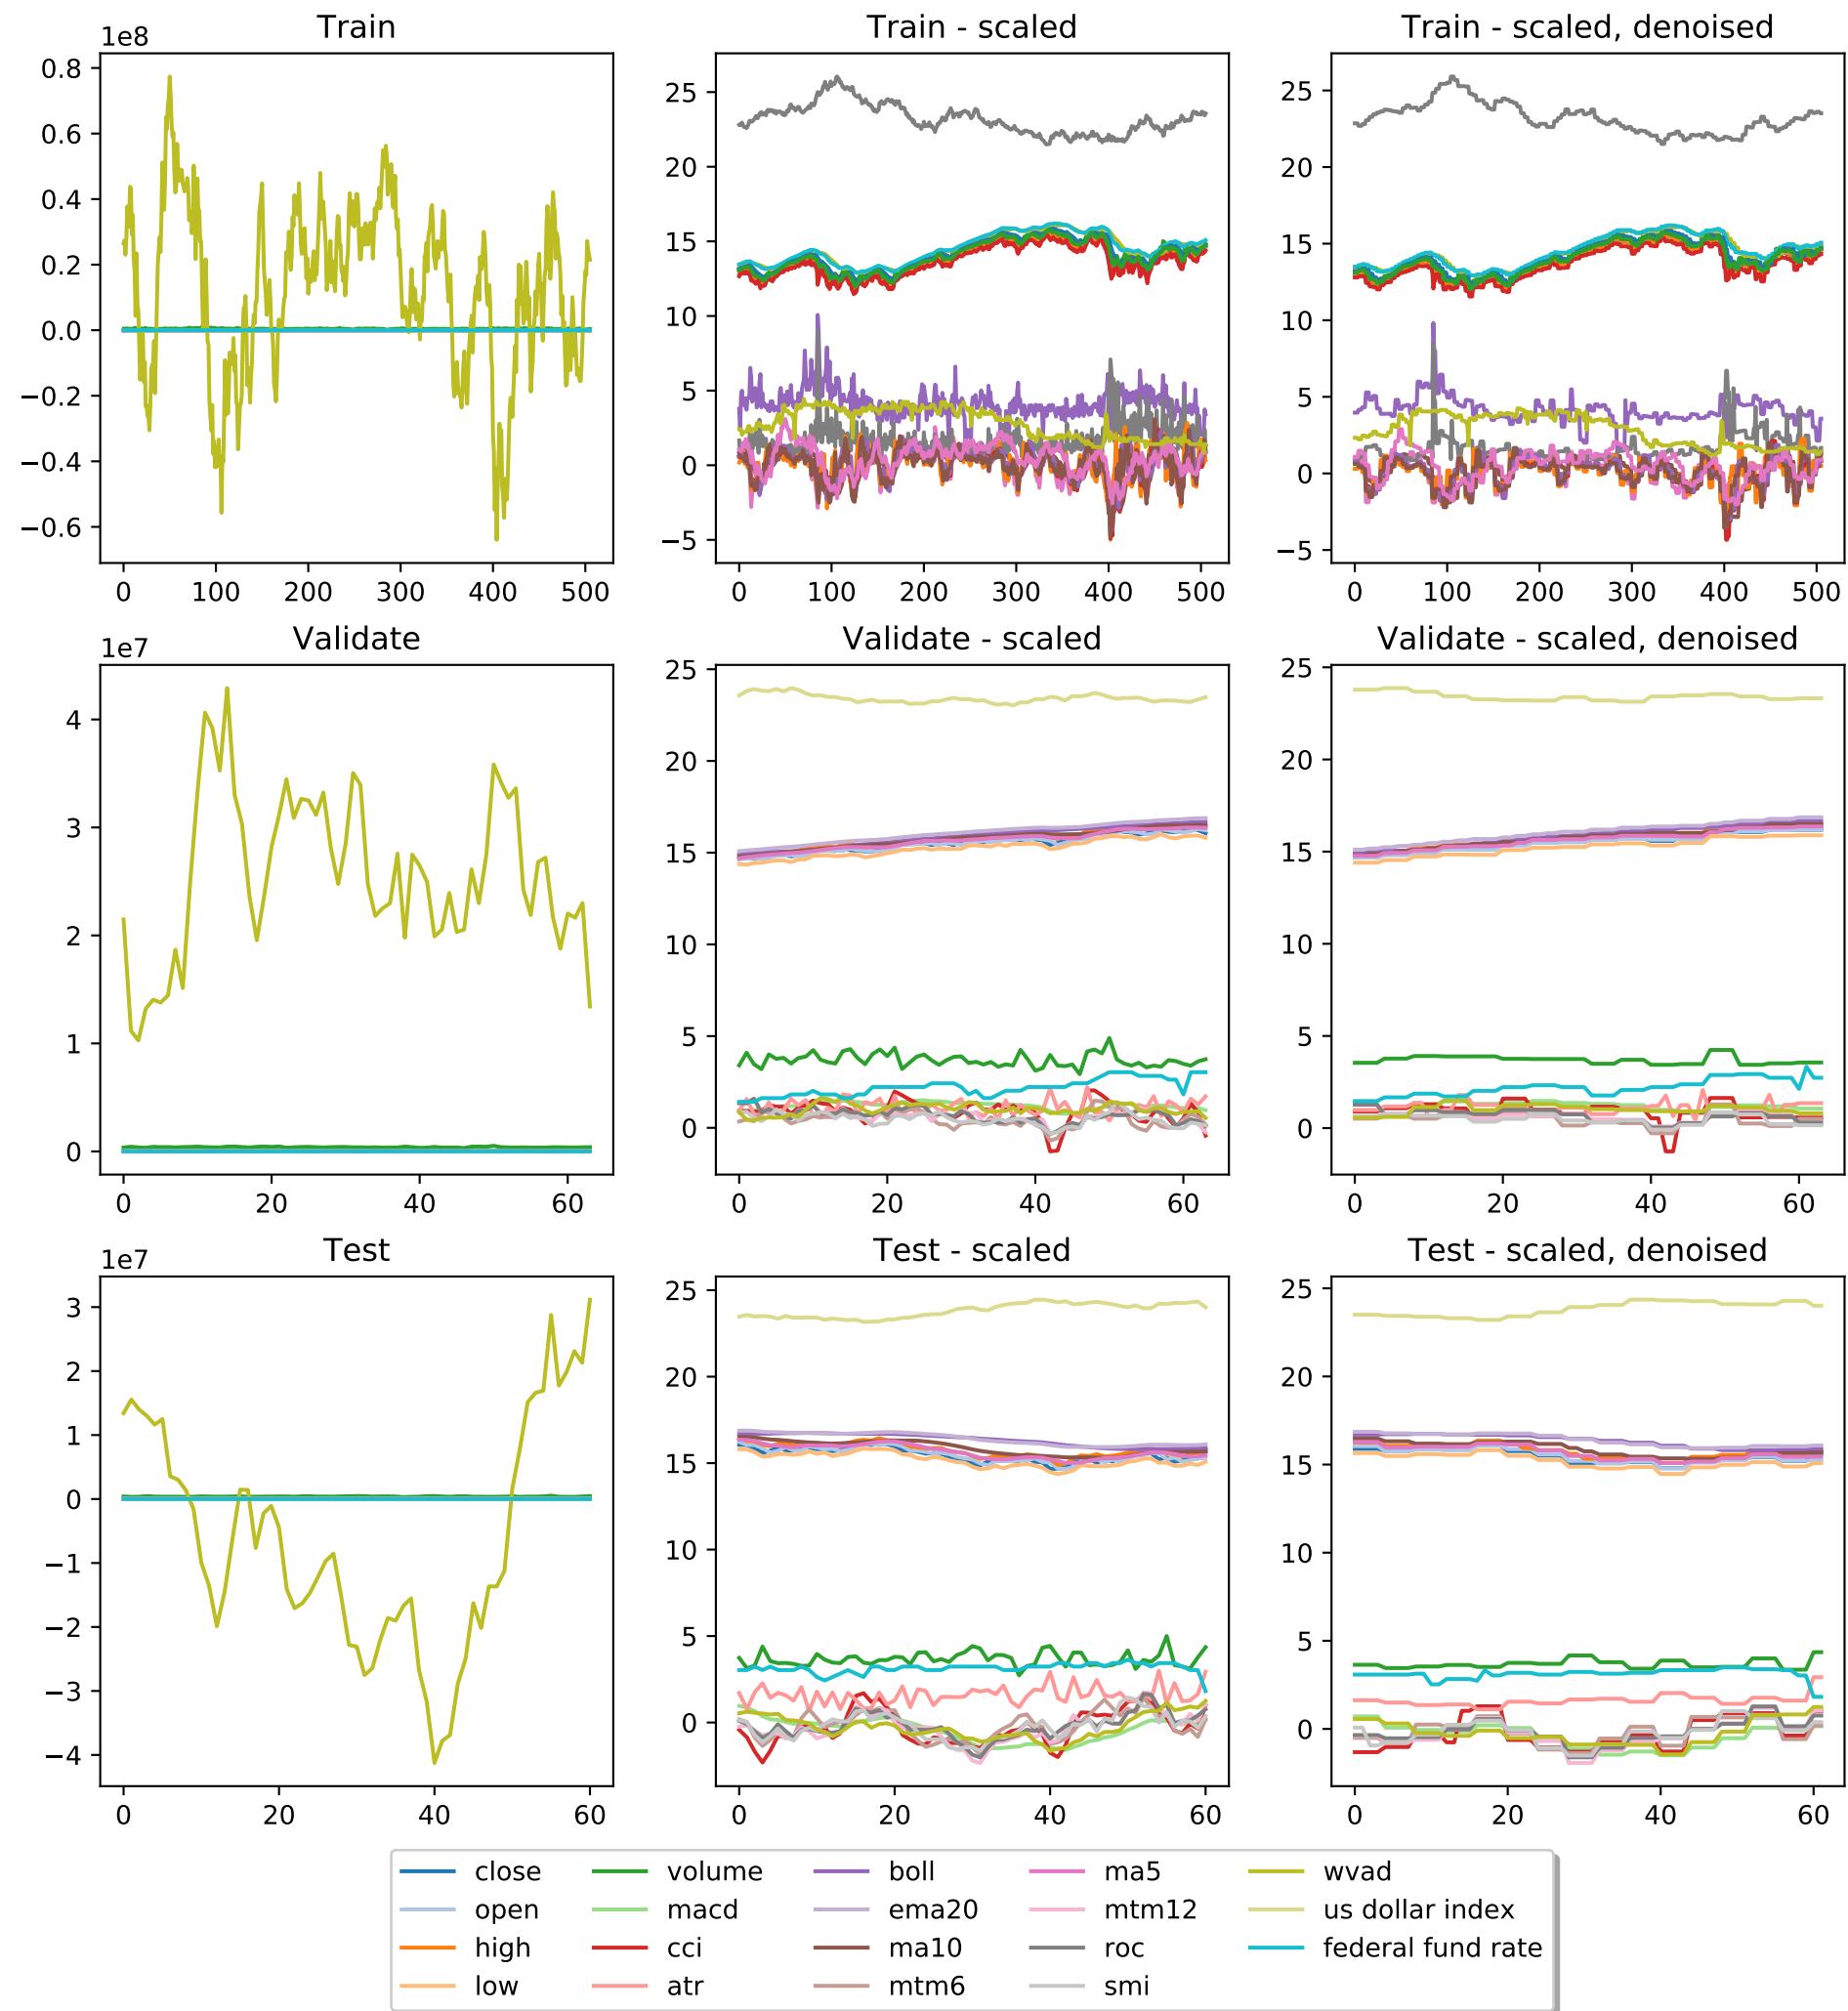 Train
1e8
0.8
0.6
0.4
0.2
0.0
−0.2
−0.4
−0.6
0 100 200 300 400 500
Train - scaled
25
20
15
10
5
0
−5
0 100 200 300 400 500
Train - scaled, denoised
25
20
15
10
5
0
−5
0 100 200 300 400 500
Validate
1e7
4
3
2
1
0
0 20 40 60
Validate - scaled
25
20
15
10
5
0
0 20 40 60
Validate - scaled, denoised
25
20
15
10
5
0
0 20 40 60
Test
1e7
3
2
1
0
−1
−2
−3
−4
0 20 40 60
Test - scaled
25
20
15
10
5
0
0 20 40 60
Test - scaled, denoised
25
20
15
10
5
0
0 20 40 60
close
open
high
low
volume
macd
cci
atr
boll
ema20
ma10
mtm6
ma5
mtm12
roc
smi
wvad
us dollar index
federal fund rate